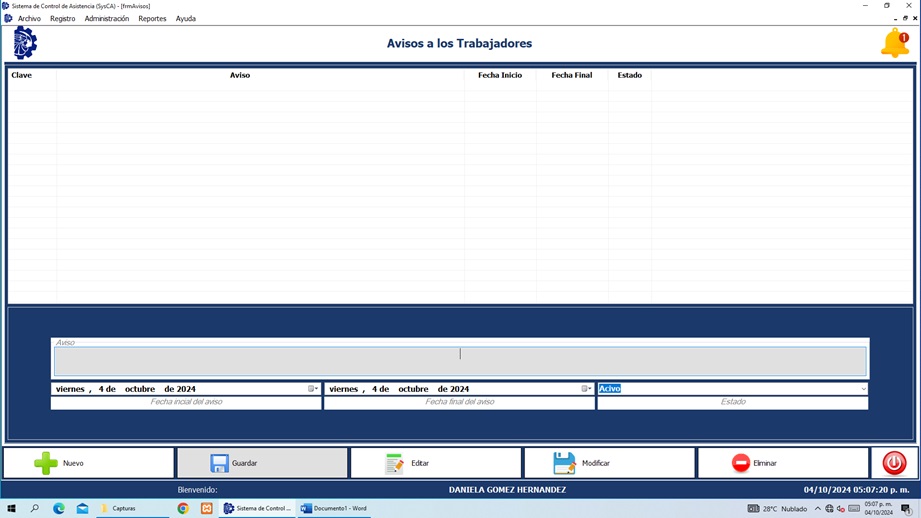 Sistema de Control de Asistencia (SysCA) - [frmAvisos]
Archivo Registro Administración Reportes Ayuda
Avisos a los Trabajadores
1
Clave Aviso Fecha Inicio Fecha Final Estado
Aviso
viernes , 4 de octubre de 2024 viernes , 4 de octubre de 2024 Acivo
Fecha incial del aviso Fecha final del aviso Estado
Nuevo Guardar Editar Modificar Eliminar
Bienvenido: DANIELA GOMEZ HERNANDEZ 04/10/2024 05:07:20 p. m.
Capturas Sistema de Control ... Documento1 - Word 28°C Nublado 05:07 p. m.
04/10/2024